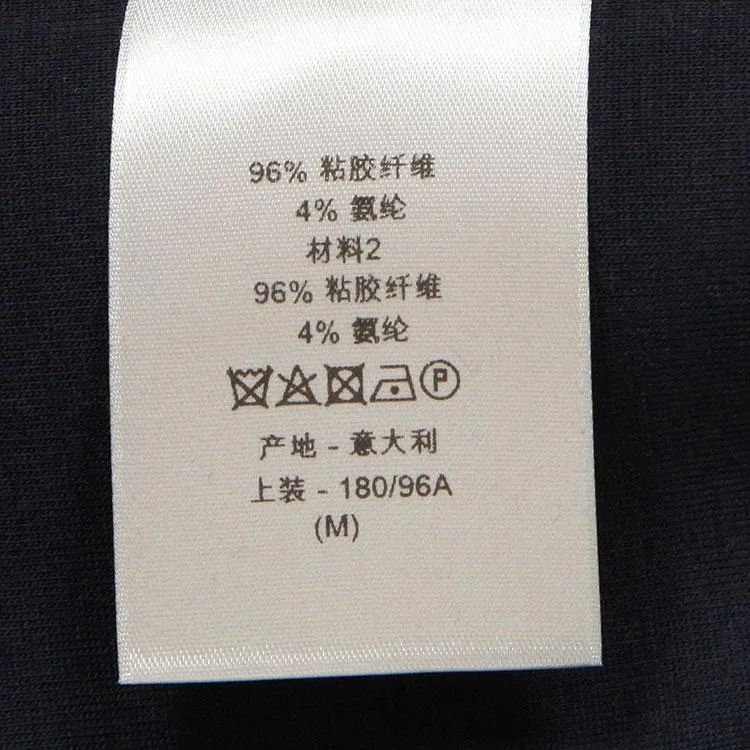 96% 粘胶纤维
4% 氨纶
材料2
96% 粘胶纤维
4% 氨纶
P
产地 - 意大利
上装 - 180/96A
(M)